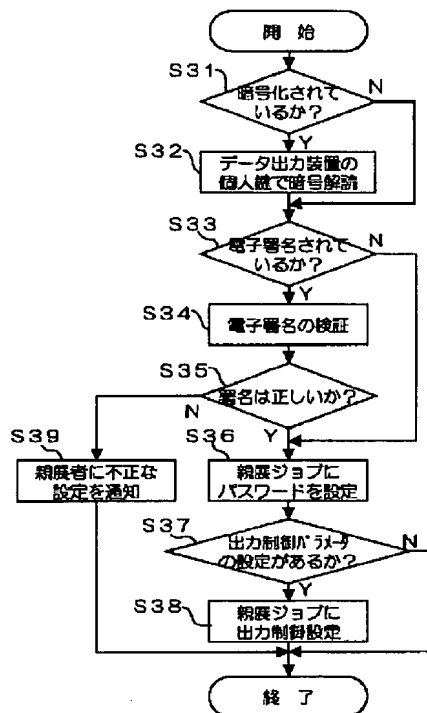 開始
S31
暗号化されて
いるか?
N
Y
S32
データ出力装置の
個人鍵で暗号解読
S33
電子署名されて
いるか?
N
Y
S34
電子署名の検証
S35
署名は正しいか?
N
Y
S39
親展者に不正な
設定を通知
S36
親展ジョブに
パスワードを設定
S37
出力制御パラメータ
の設定があるか?
N
Y
S38
親展ジョブに
出力制御設定
終了